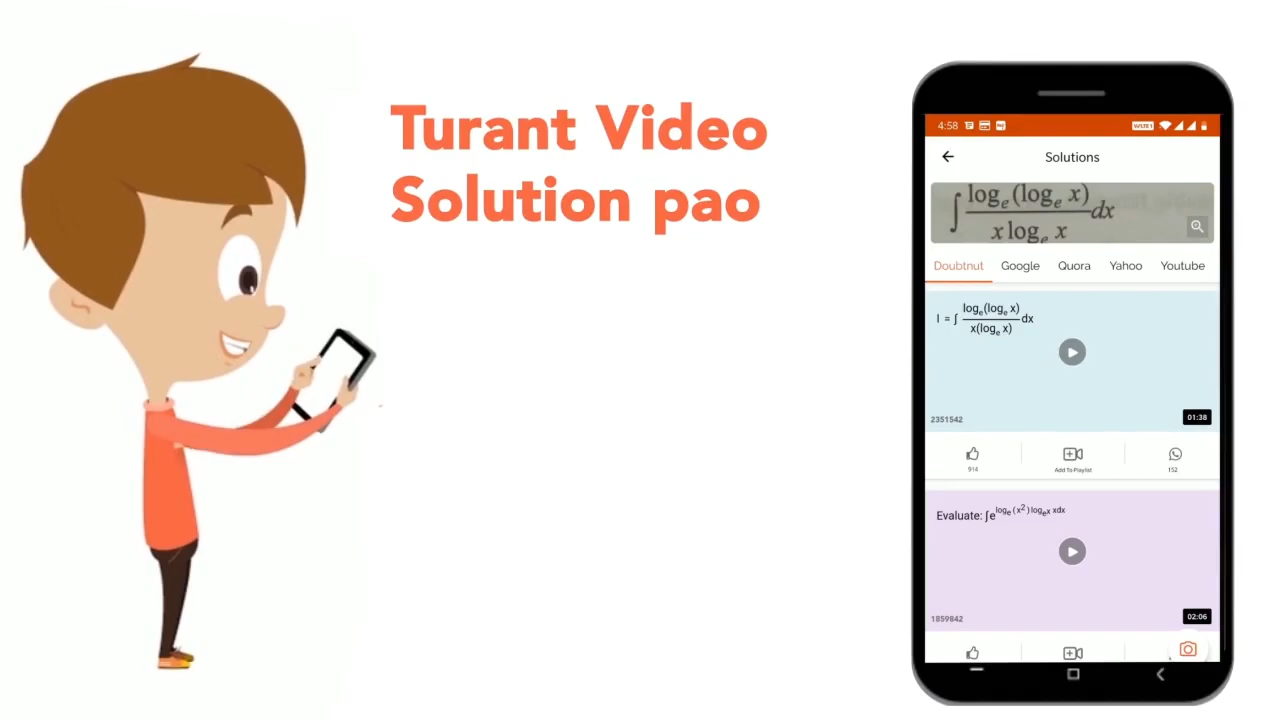 Turant Video
Solution pao
4:58
VoLTE1
Solutions
∫ logₑ(logₑ x) / x logₑ x dx
Doubtnut Google Quora Yahoo Youtube
I = ∫ logₑ(logₑ x) / x(logₑ x) dx
2351542 01:38
914 Add To Playlist 152
Evaluate: ∫e^logₑ(x²)logₑx xdx
1859842 02:06